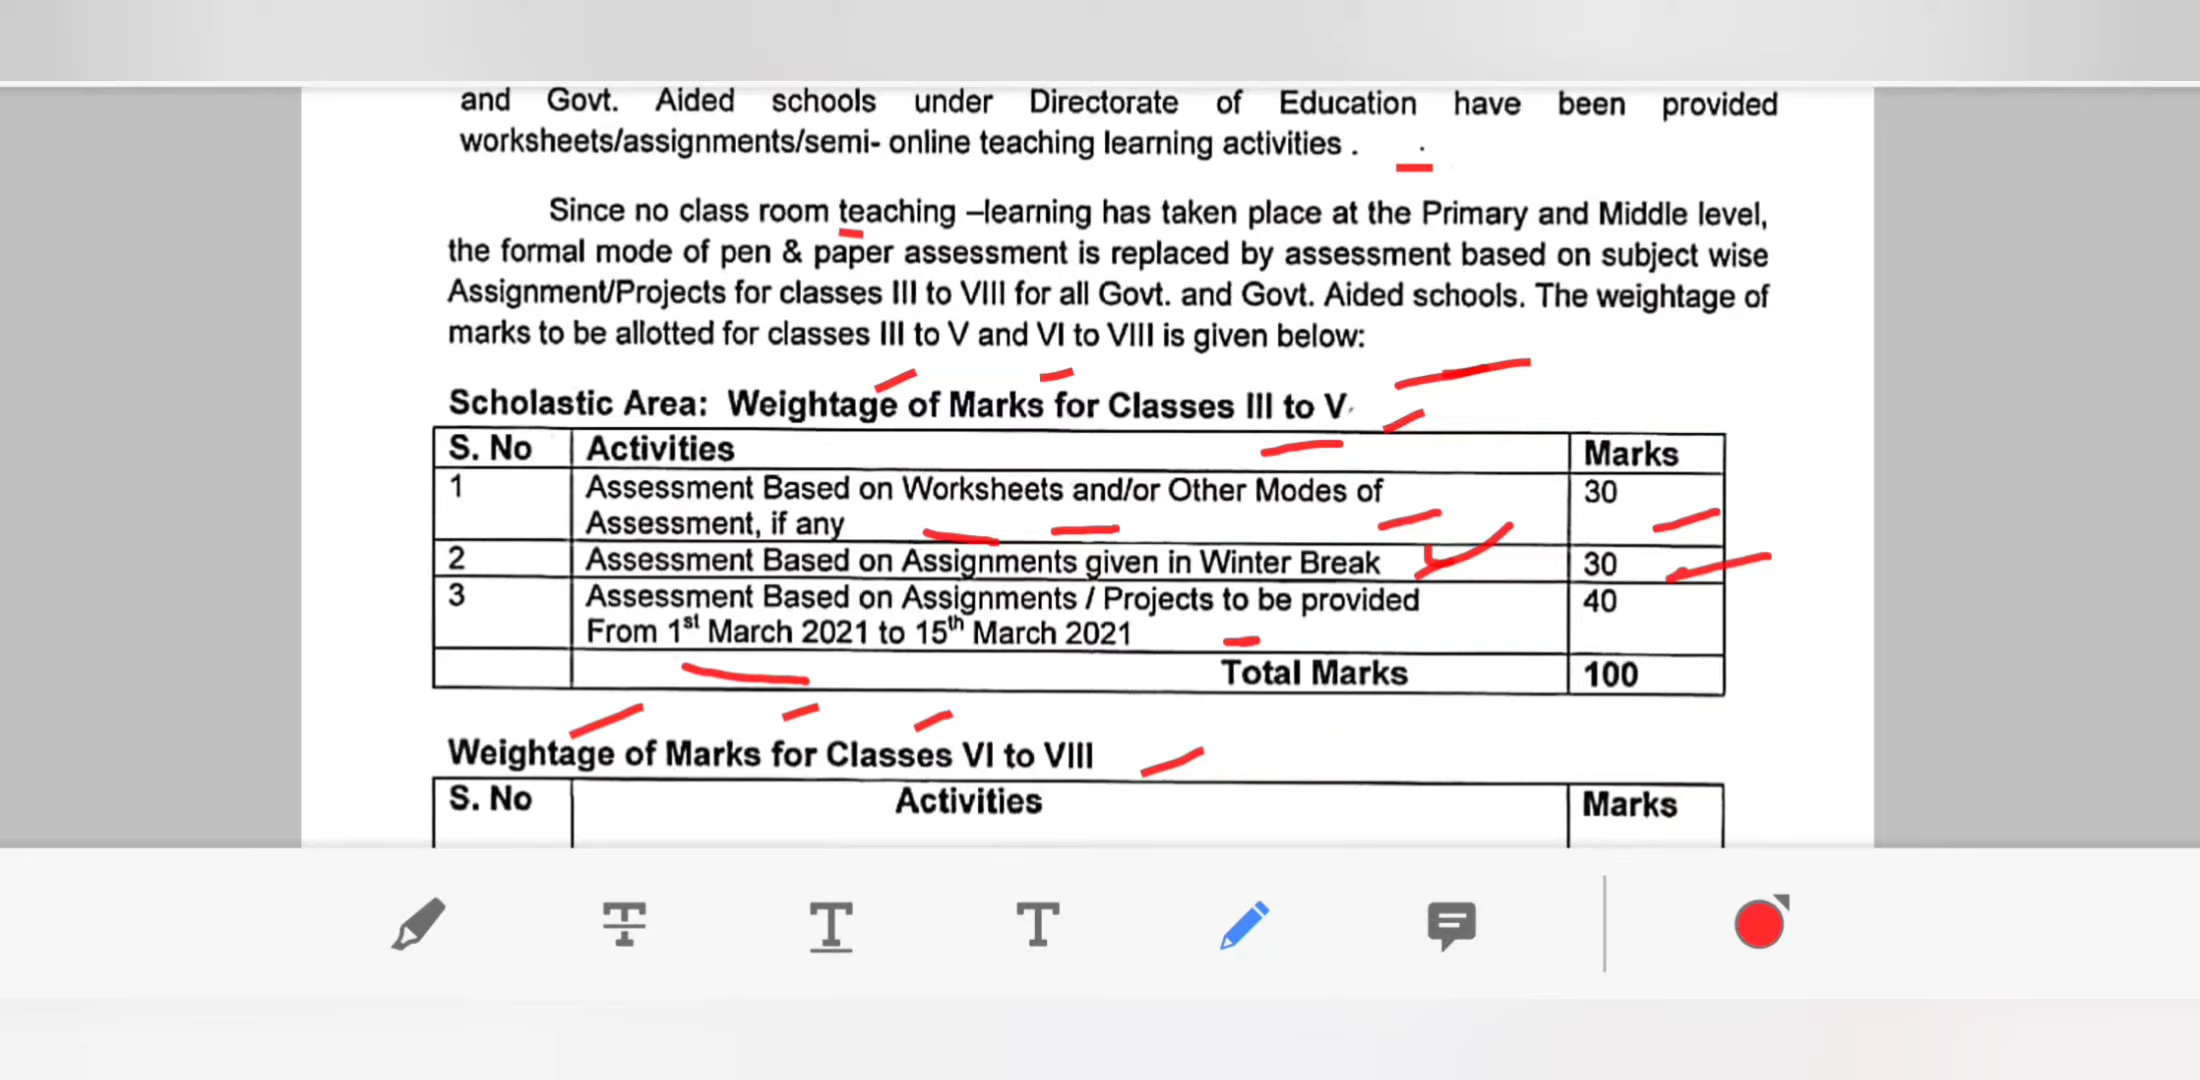 and Govt. Aided schools under Directorate of Education have been provided
worksheets/assignments/semi- online teaching learning activities .
Since no class room teaching –learning has taken place at the Primary and Middle level,
the formal mode of pen & paper assessment is replaced by assessment based on subject wise
Assignment/Projects for classes III to VIII for all Govt. and Govt. Aided schools. The weightage of
marks to be allotted for classes III to V and VI to VIII is given below:
Scholastic Area: Weightage of Marks for Classes III to V
S. No Activities Marks
1 Assessment Based on Worksheets and/or Other Modes of 30
Assessment, if any
2 Assessment Based on Assignments given in Winter Break 30
3 Assessment Based on Assignments / Projects to be provided 40
From 1st March 2021 to 15th March 2021
Total Marks 100
Weightage of Marks for Classes VI to VIII
S. No Activities Marks